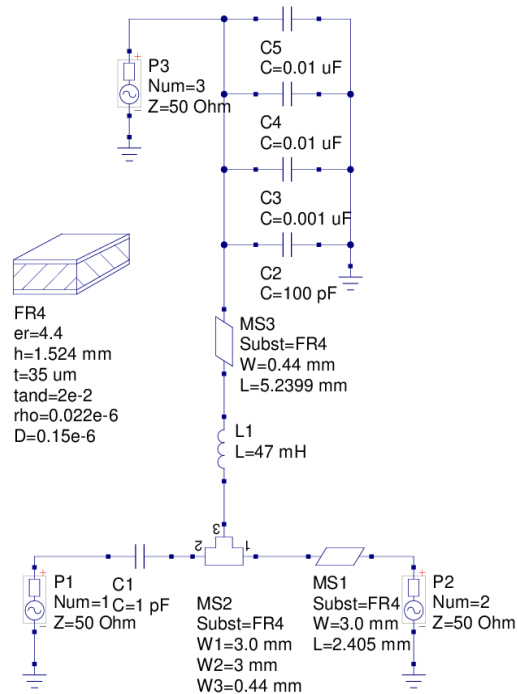 C5
C=0.01 uF
P3
Num=3
Z=50 Ohm
C4
C=0.01 uF
C3
C=0.001 uF
C2
C=100 pF
FR4
er=4.4
h=1.524 mm
t=35 um
tand=2e-2
rho=0.022e-6
D=0.15e-6
MS3
Subst=FR4
W=0.44 mm
L=5.2399 mm
L1
L=47 mH
3
2
1
P1
Num=1
Z=50 Ohm
C1
C=1 pF
MS2
Subst=FR4
W1=3.0 mm
W2=3 mm
W3=0.44 mm
MS1
Subst=FR4
W=3.0 mm
L=2.405 mm
P2
Num=2
Z=50 Ohm